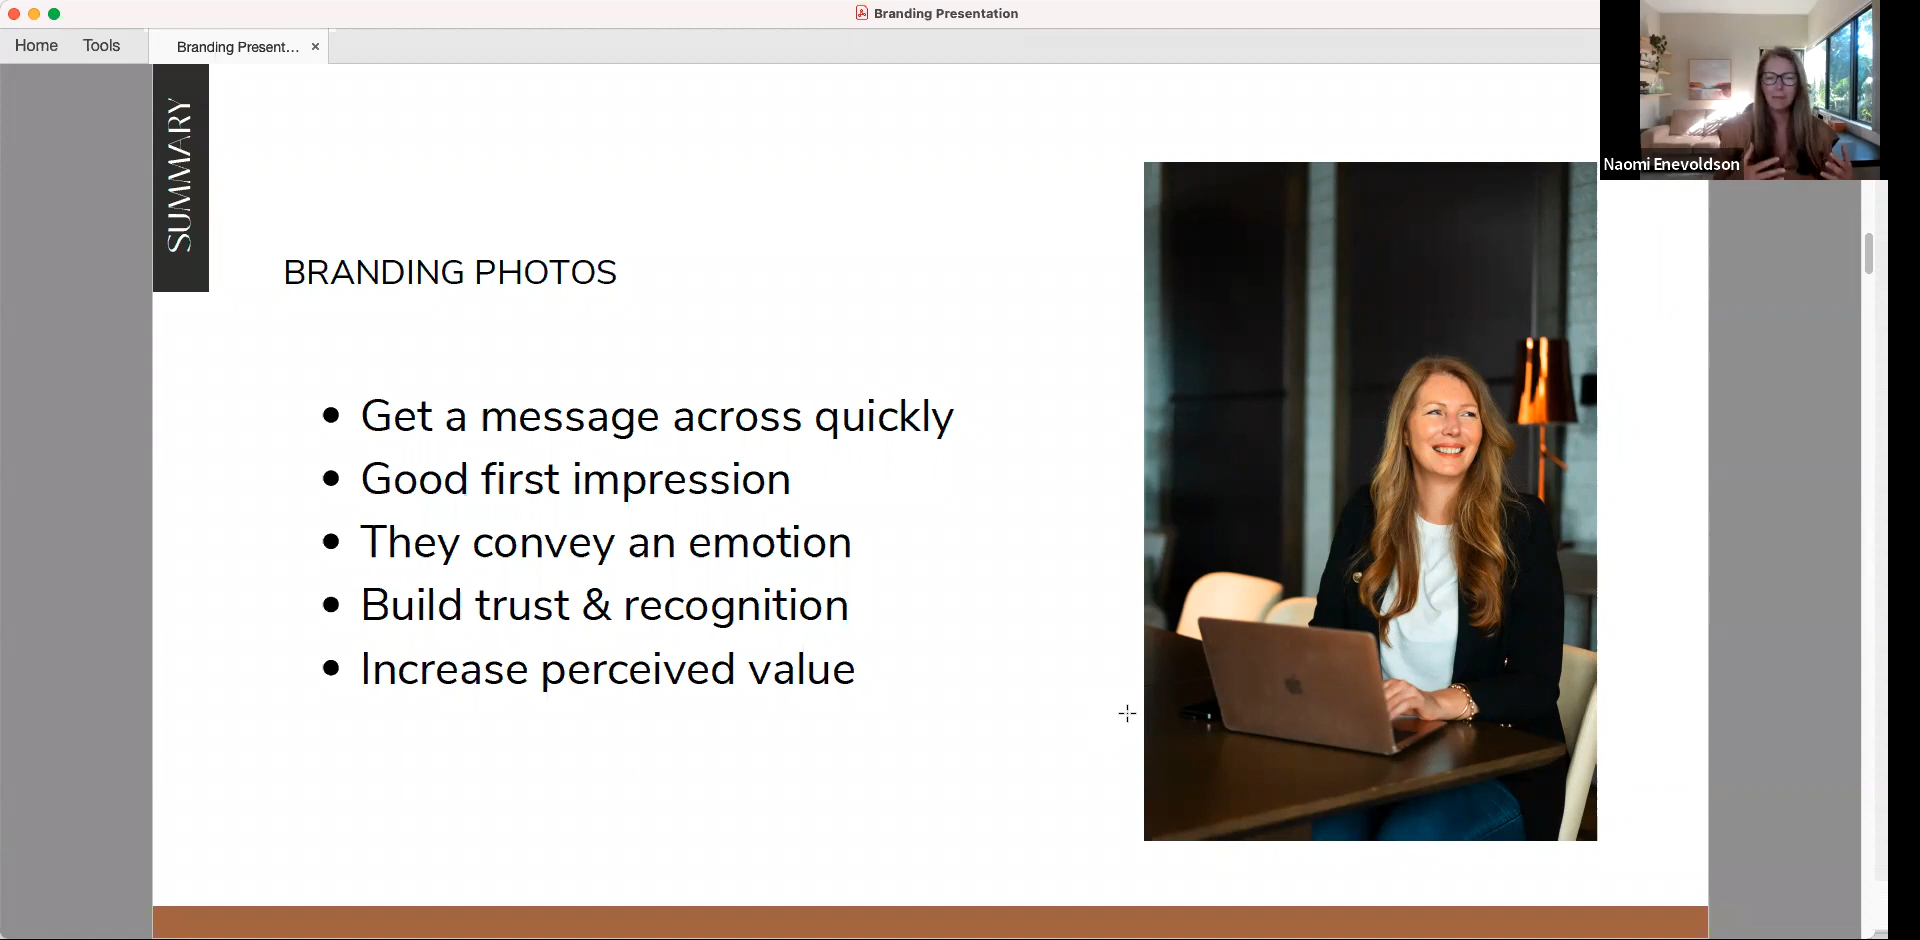 Branding Presentation
Home
Tools
Branding Present...
SUMMARY
Naomi Enevoldson
BRANDING PHOTOS
• Get a message across quickly
• Good first impression
• They convey an emotion
• Build trust & recognition
• Increase perceived value